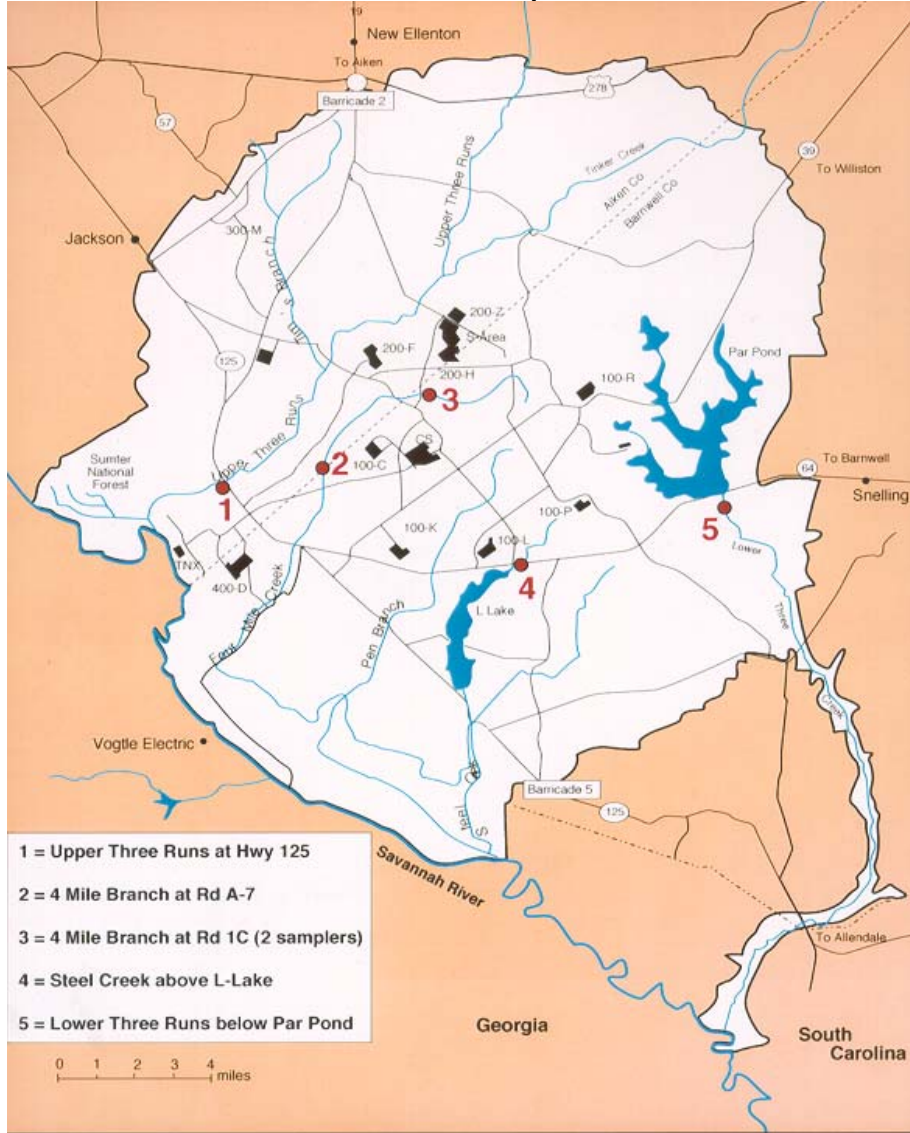 19
New Ellenton
To Aiken
Barricade 2
278
57
39
To Williston
Tinker Creek
Aiken Co
Barnwell Co
Upper Three Runs
Jackson
300-M
Tim's Branch
200-Z
S-Area
200-F
200-H
125
Par Pond
100-R
3
Upper Three Runs
CS
2
100-C
Sumter
National
Forest
64
To Barnwell
Snelling
1
100-P
5
100-K
100-L
Lower
Three
Creek
TNX
400-D
4
L Lake
Four Mile Creek
Pen Branch
Vogtle Electric
Steel Crk
Barricade 5
125
1 = Upper Three Runs at Hwy 125
2 = 4 Mile Branch at Rd A-7
3 = 4 Mile Branch at Rd 1C (2 samplers)
4 = Steel Creek above L-Lake
5 = Lower Three Runs below Par Pond
Savannah River
To Allendale
Georgia
South
Carolina
0 1 2 3 4
miles